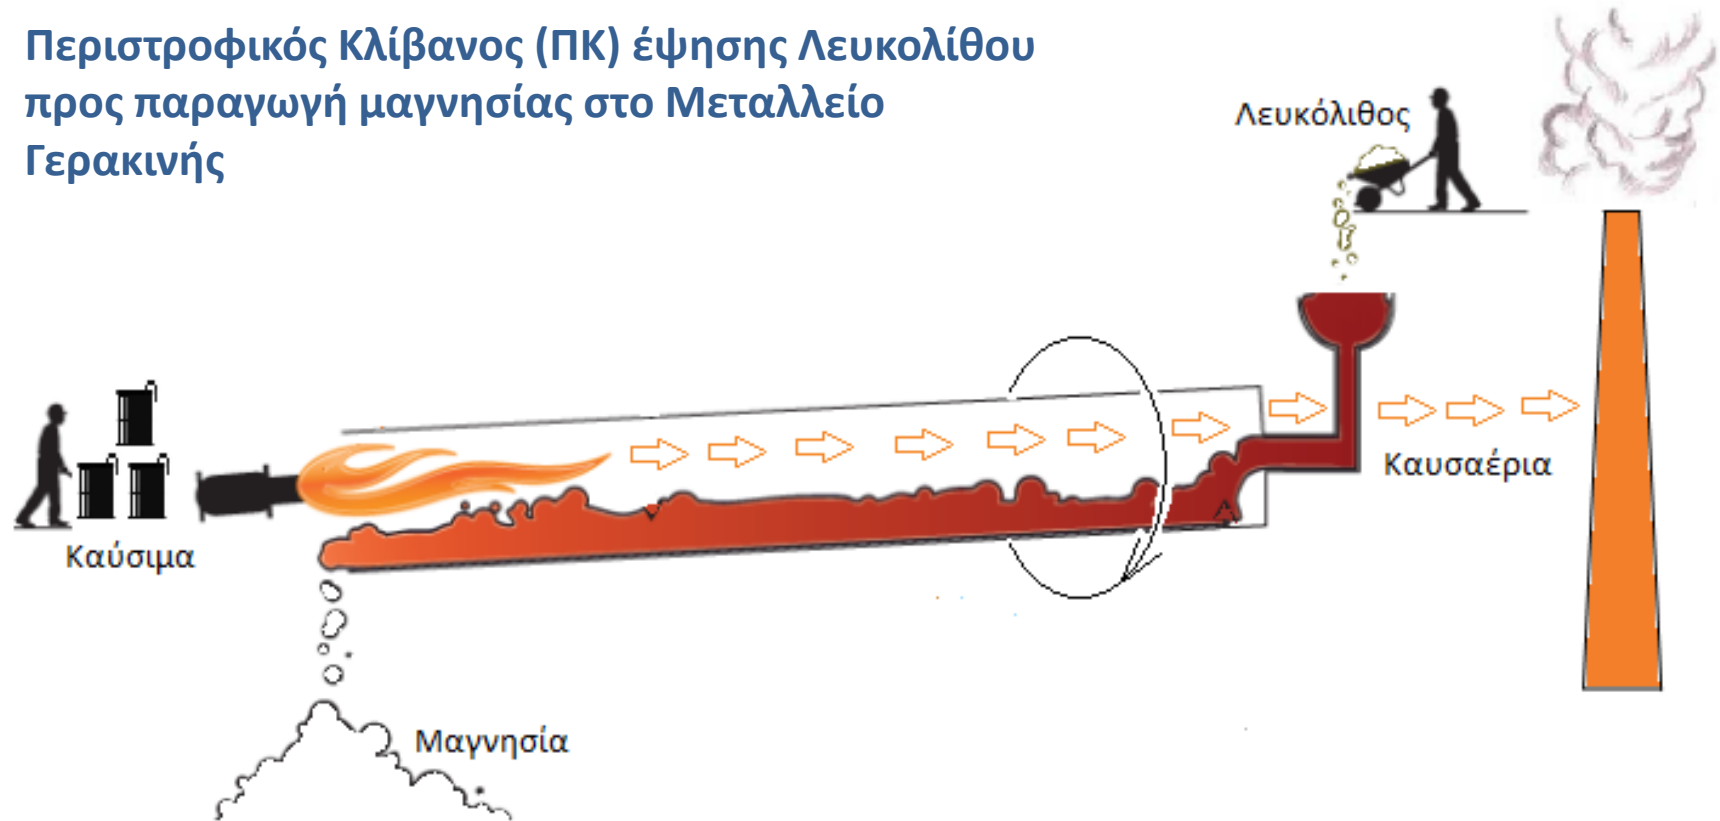 Περιστροφικός Κλίβανος (ΠΚ) έψησης Λευκολίθου
προς παραγωγή μαγνησίας στο Μεταλλείο
Γερακινής
Λευκόλιθος
Καυσαέρια
Καύσιμα
Μαγνησία